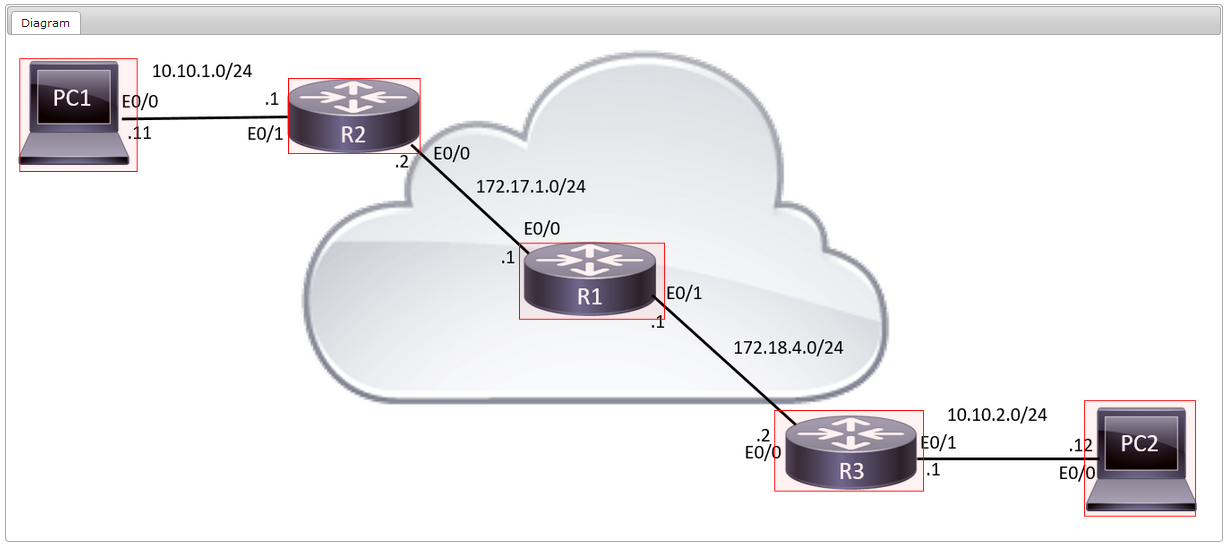 Diagram
PC1
10.10.1.0/24
E0/0
.11
.1
E0/1
R2
.2
E0/0
172.17.1.0/24
E0/0
.1
R1
E0/1
.1
172.18.4.0/24
.2
E0/0
R3
10.10.2.0/24
E0/1
.1
.12
E0/0
PC2